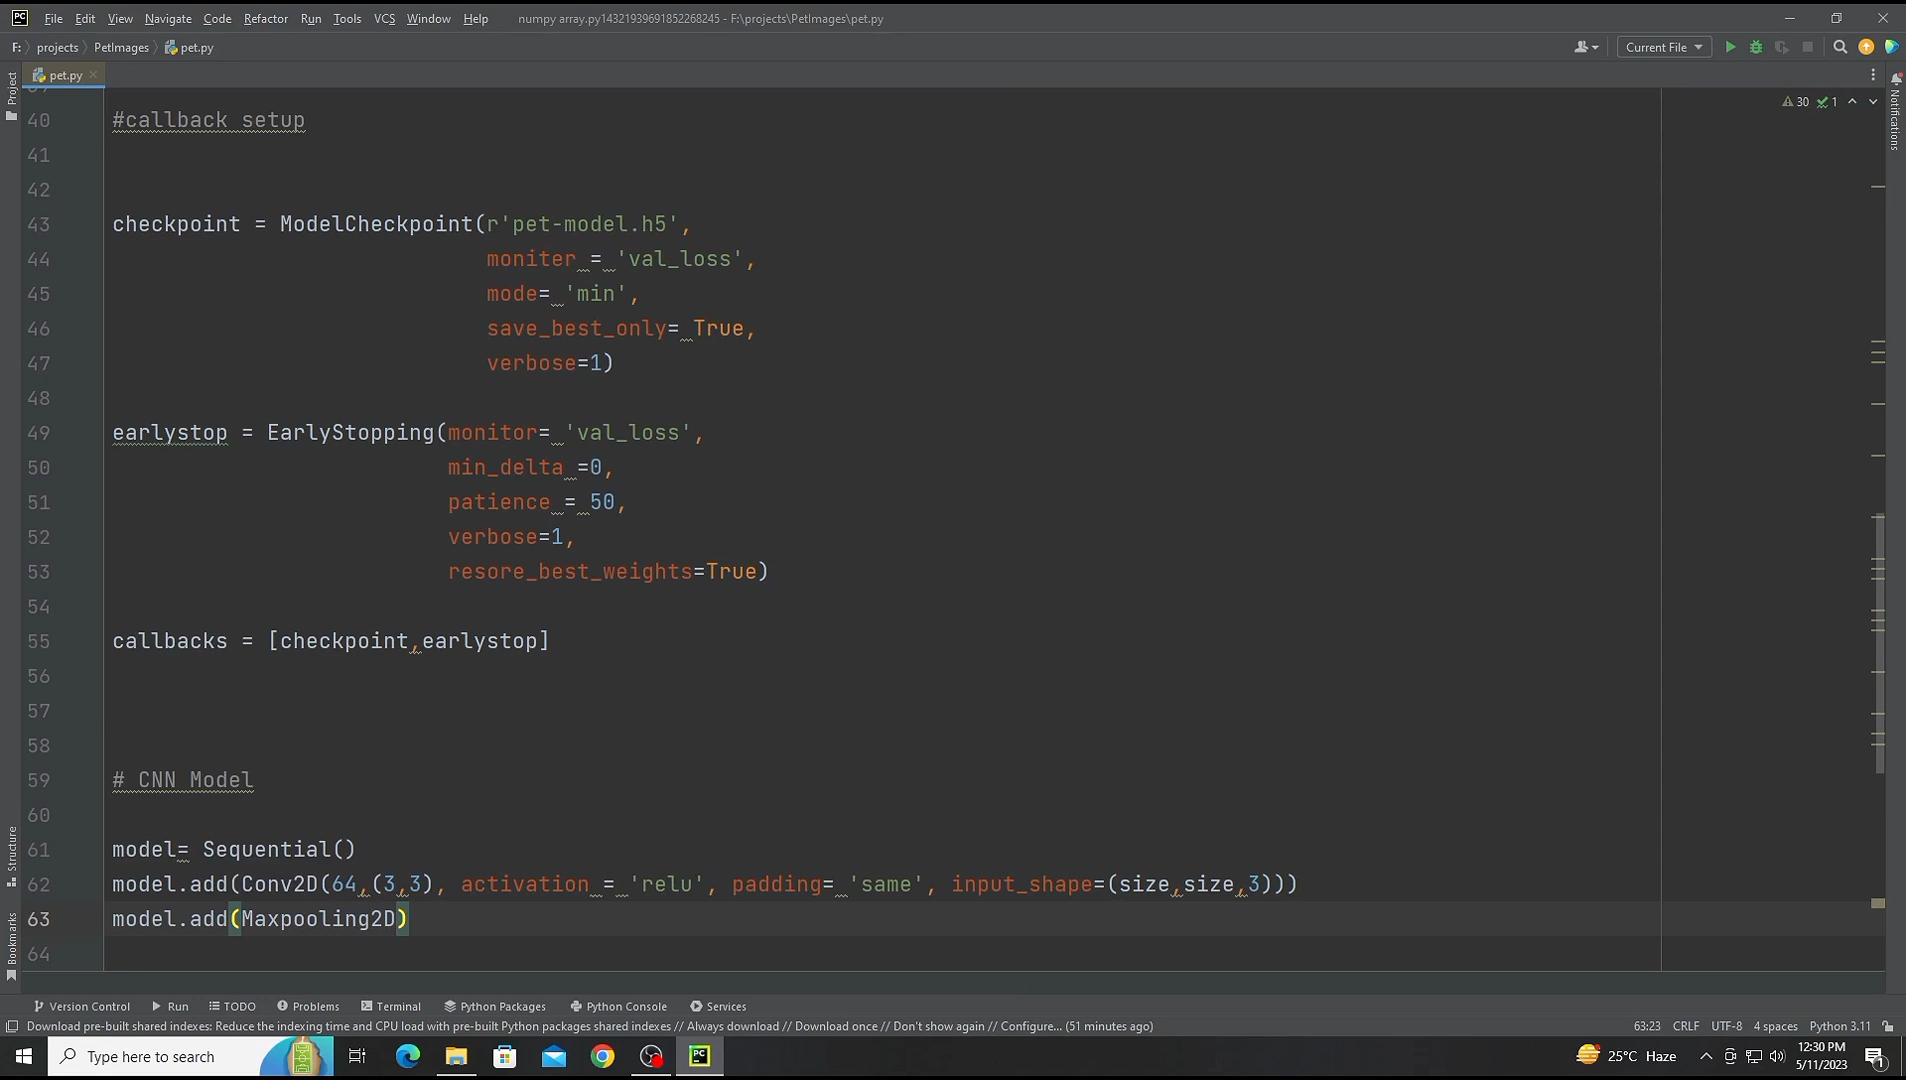 File Edit View Navigate Code Refactor Run Tools VCS Window Help numpy array.py14321939691852268245 - F:\projects\PetImages\pet.py
F: projects PetImages pet.py Current File
Project
pet.py
Notifications
30 1
40 #callback setup
41
42
43 checkpoint = ModelCheckpoint(r'pet-model.h5',
44 moniter = 'val_loss',
45 mode= 'min',
46 save_best_only= True,
47 verbose=1)
48
49 earlystop = EarlyStopping(monitor= 'val_loss',
50 min_delta =0,
51 patience = 50,
52 verbose=1,
53 resore_best_weights=True)
54
55 callbacks = [checkpoint,earlystop]
56
57
58
59 # CNN Model
60
61 model= Sequential()
62 model.add(Conv2D(64,(3,3), activation = 'relu', padding= 'same', input_shape=(size,size,3)))
63 model.add(Maxpooling2D)
64
Structure
Bookmarks
Version Control Run TODO Problems Terminal Python Packages Python Console Services
Download pre-built shared indexes: Reduce the indexing time and CPU load with pre-built Python packages shared indexes // Always download // Download once // Don't show again // Configure... (51 minutes ago) 63:23 CRLF UTF-8 4 spaces Python 3.11
Type here to search 25°C Haze 12:30 PM
5/11/2023 1